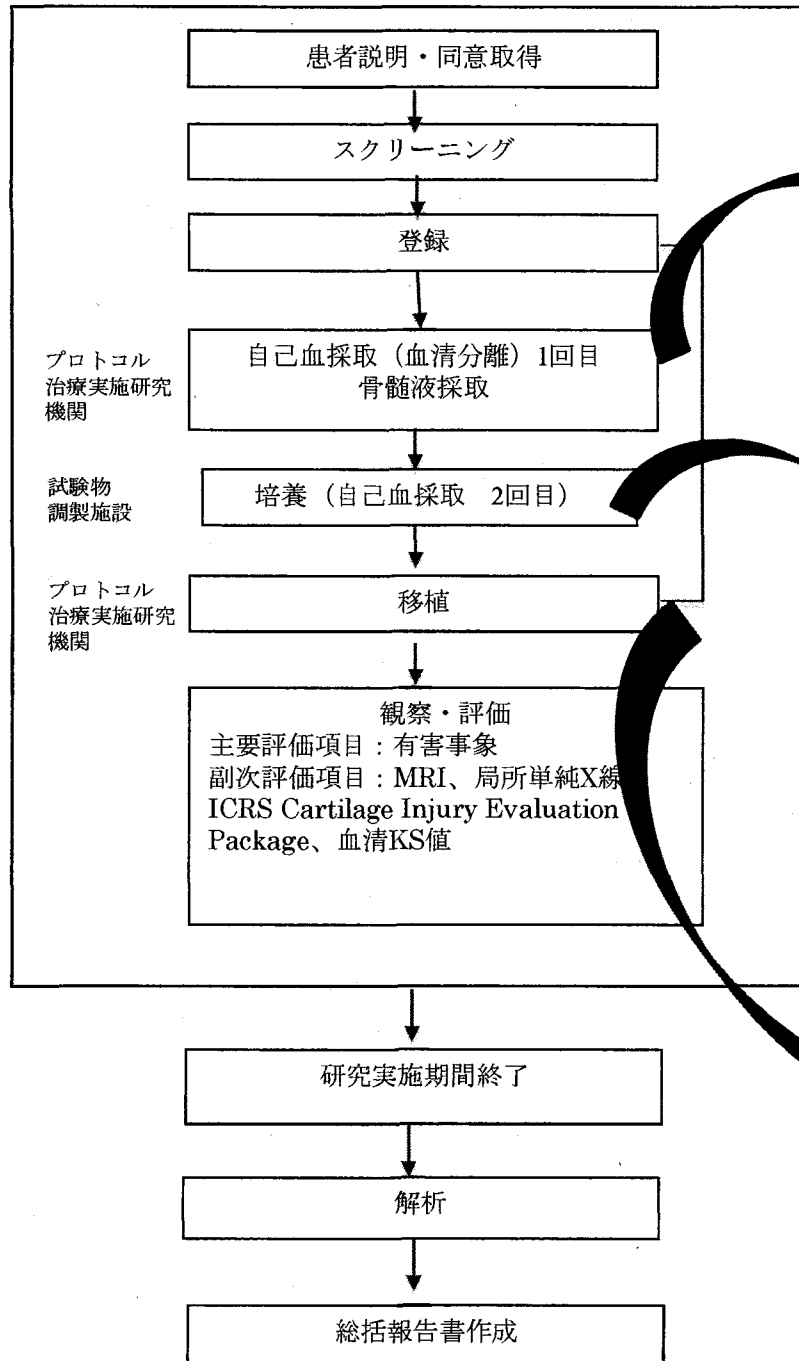 患者説明・同意取得
スクリーニング
登録
プロトコル
治療実施研究
機関
自己血採取（血清分離）1回目
骨髄液採取
試験物
調製施設
培養（自己血採取　2回目）
プロトコル
治療実施研究
機関
移植
観察・評価
主要評価項目：有害事象
副次評価項目：MRI、局所単純X線
ICRS Cartilage Injury Evaluation
Package、血清KS値
研究実施期間終了
解析
総括報告書作成